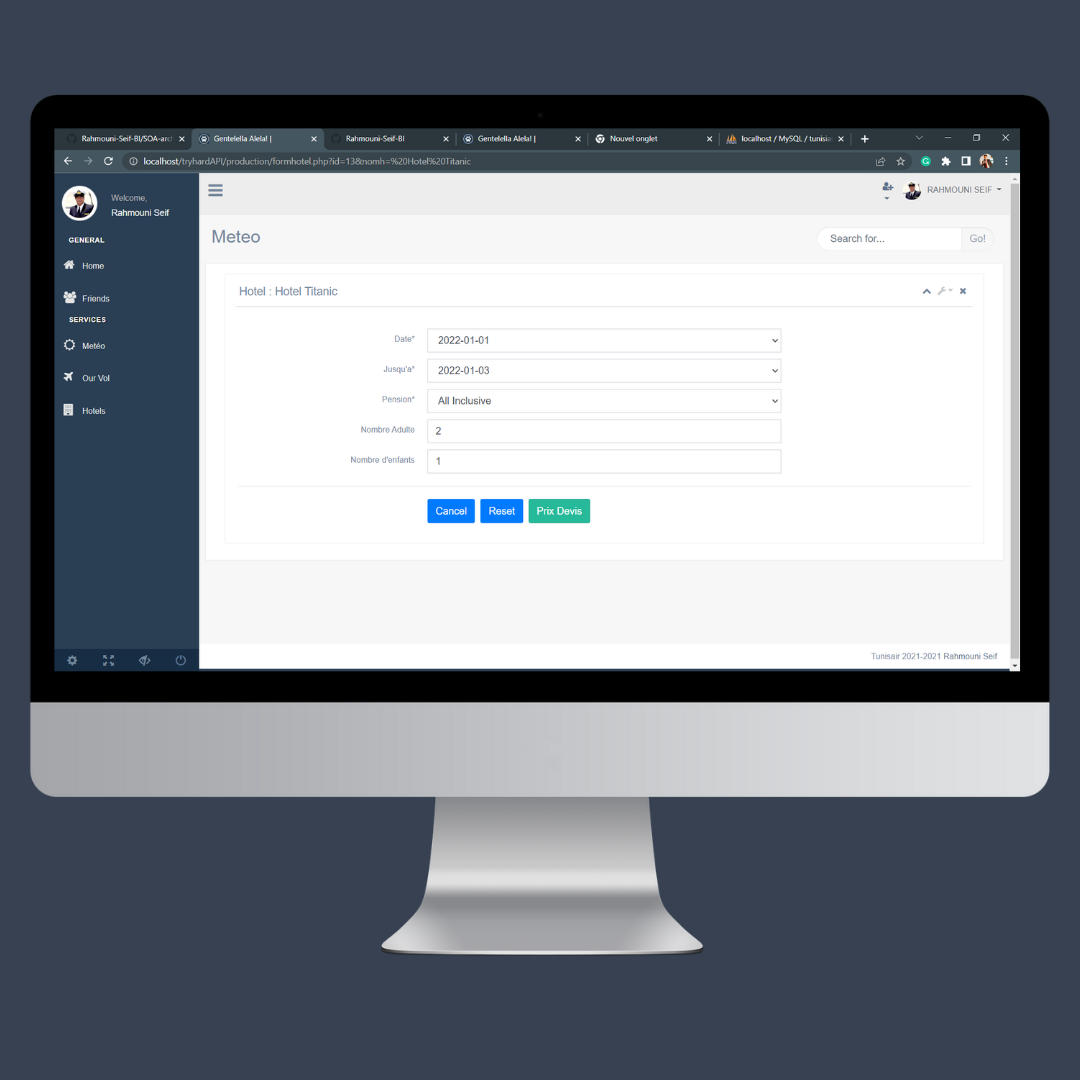 Rahmouni-Seif-BI/SOA-arc
Gentelella Alela! |
Rahmouni-Seif-BI
Gentelella Alela! |
Nouvel onglet
localhost / MySQL / tunisia
localhost/tryhardAPI/production/formhotel.php?id=13&nomh=%20Hotel%20Titanic
Welcome,
Rahmouni Seif
RAHMOUNI SEIF
GENERAL
Home
Friends
SERVICES
Metéo
Our Vol
Hotels
Meteo
Search for...
Go!
Hotel : Hotel Titanic
Date*
2022-01-01
Jusqu'a*
2022-01-03
Pension*
All Inclusive
Nombre Adulte
2
Nombre d'enfants
1
Cancel
Reset
Prix Devis
Tunisair 2021-2021 Rahmouni Seif